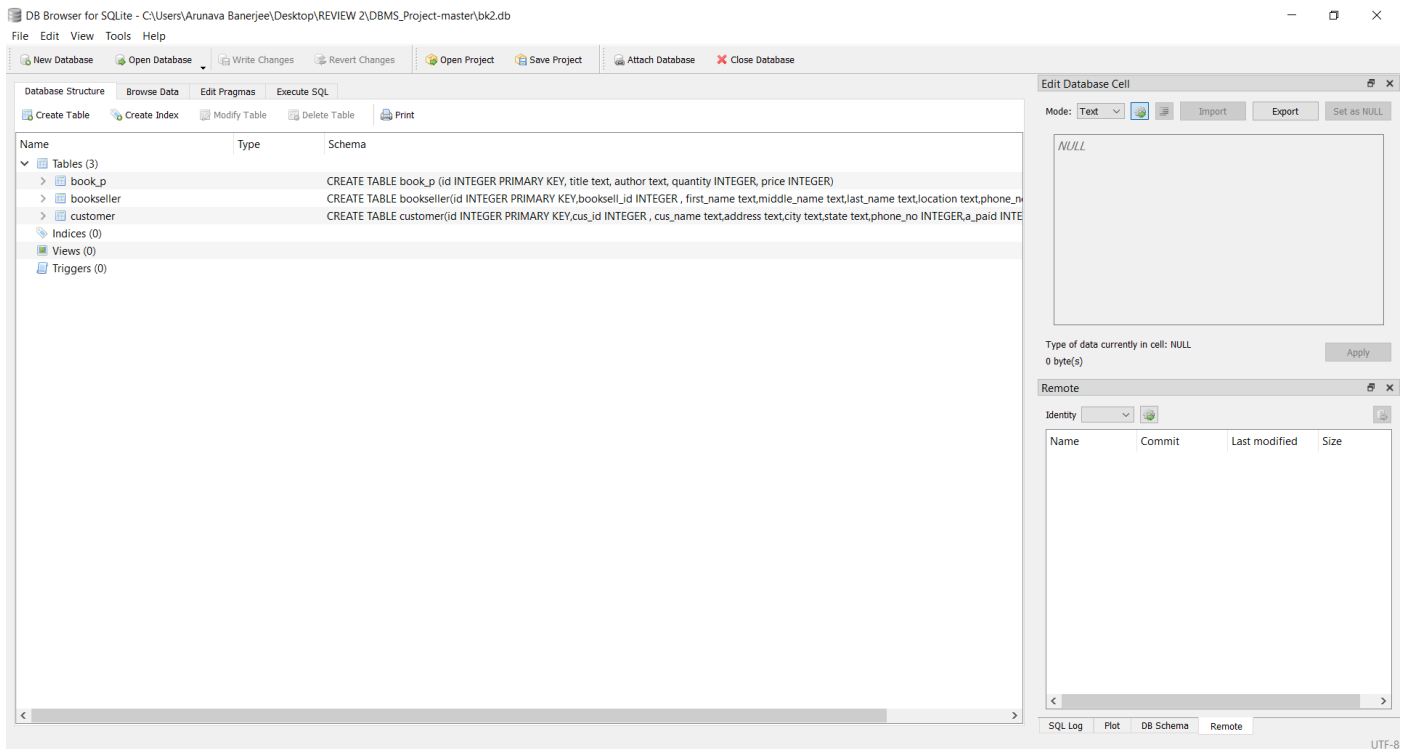 DB Browser for SQLite - C:\Users\Arunava Banerjee\Desktop\REVIEW 2\DBMS_Project-master\bk2.db
File Edit View Tools Help
New Database Open Database Write Changes Revert Changes Open Project Save Project Attach Database Close Database
Database Structure Browse Data Edit Pragmas Execute SQL
Create Table Create Index Modify Table Delete Table Print
Name Type Schema
Tables (3)
book_p CREATE TABLE book_p (id INTEGER PRIMARY KEY, title text, author text, quantity INTEGER, price INTEGER)
bookseller CREATE TABLE bookseller(id INTEGER PRIMARY KEY,booksell_id INTEGER , first_name text,middle_name text,last_name text,location text,phone_n
customer CREATE TABLE customer(id INTEGER PRIMARY KEY,cus_id INTEGER , cus_name text,address text,city text,state text,phone_no INTEGER,a_paid INTE
Indices (0)
Views (0)
Triggers (0)
Edit Database Cell
Mode: Text Import Export Set as NULL
NULL
Type of data currently in cell: NULL
0 byte(s)
Apply
Remote
Identity
Name Commit Last modified Size
SQL Log Plot DB Schema Remote
UTF-8